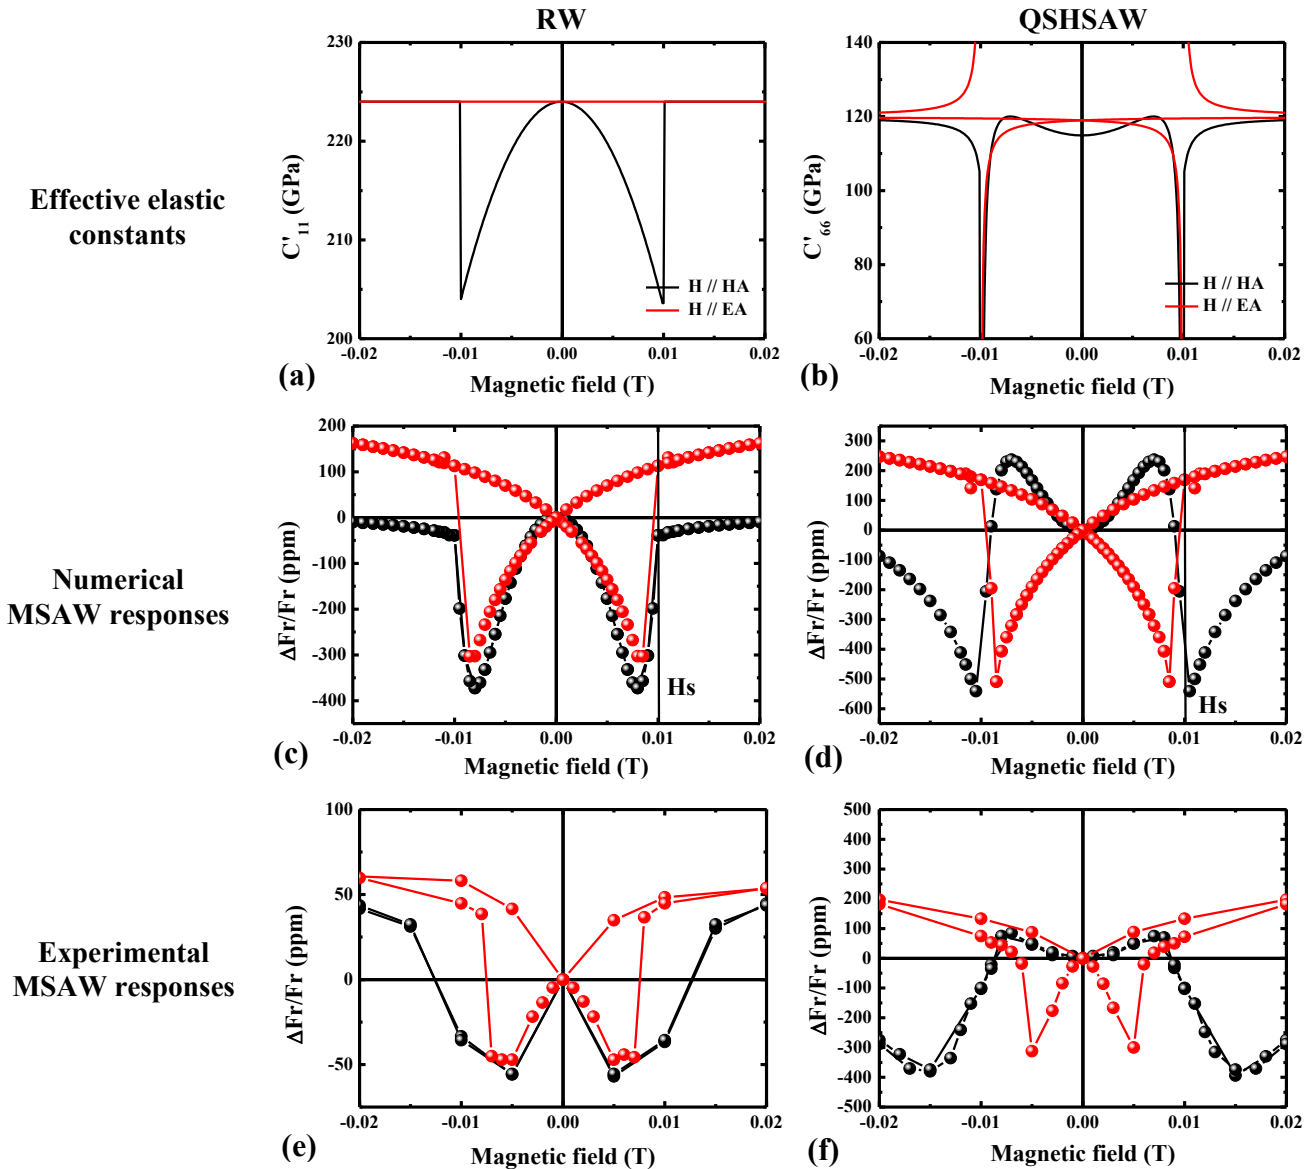 RW
QSHSAW
Effective elastic
constants
C'11 (GPa)
230
220
210
200
-0.02
-0.01
0.00
0.01
0.02
H // HA
H // EA
(a)
Magnetic field (T)
C'66 (GPa)
140
120
100
80
60
-0.02
-0.01
0.00
0.01
0.02
H // HA
H // EA
(b)
Magnetic field (T)
Numerical
MSAW responses
ΔFr/Fr (ppm)
200
100
0
-100
-200
-300
-400
-0.02
-0.01
0.00
0.01
0.02
Hs
(c)
Magnetic field (T)
ΔFr/Fr (ppm)
300
200
100
0
-100
-200
-300
-400
-500
-600
-0.02
-0.01
0.00
0.01
0.02
Hs
(d)
Magnetic field (T)
Experimental
MSAW responses
ΔFr/Fr (ppm)
100
50
0
-50
-0.02
-0.01
0.00
0.01
0.02
(e)
Magnetic field (T)
ΔFr/Fr (ppm)
500
400
300
200
100
0
-100
-200
-300
-400
-500
-0.02
-0.01
0.00
0.01
0.02
(f)
Magnetic field (T)